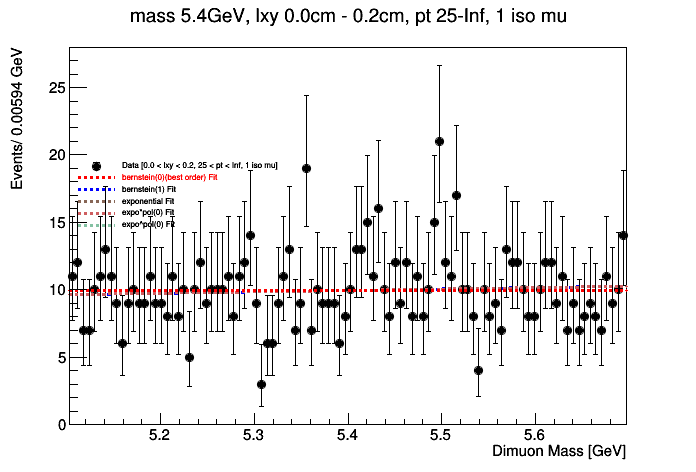 mass 5.4GeV, lxy 0.0cm - 0.2cm, pt 25-Inf, 1 iso mu
Events/ 0.00594 GeV
25
20
15
10
5
0
Data [0.0 < lxy < 0.2, 25 < pt < Inf, 1 iso mu]
bernstein(0)(best order) Fit
bernstein(1) Fit
exponential Fit
expo*pol(0) Fit
expo*pol(0) Fit
5.2
5.3
5.4
5.5
5.6
Dimuon Mass [GeV]